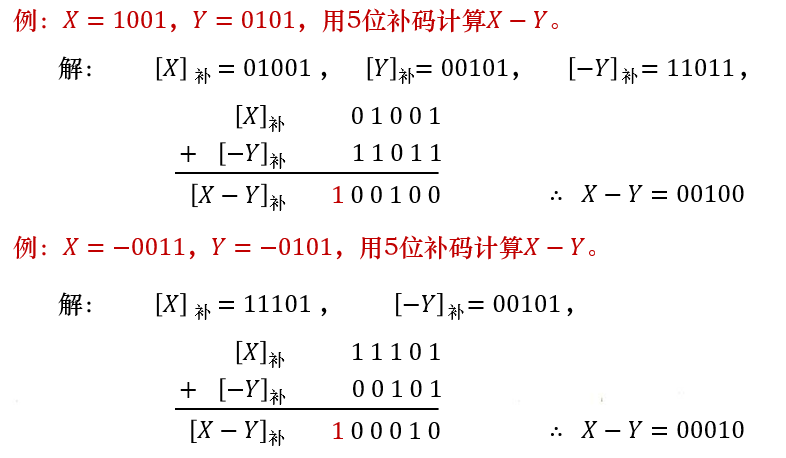 例：X = 1001，Y = 0101，用5位补码计算X − Y。
解： [X]补 = 01001， [Y]补= 00101， [−Y]补= 11011，
[X]补 0 1 0 0 1
+ [−Y]补 1 1 0 1 1
[X − Y]补 1 0 0 1 0 0 ∴ X − Y = 00100
例：X = −0011，Y = −0101，用5位补码计算X − Y。
解： [X]补 = 11101， [−Y]补= 00101，
[X]补 1 1 1 0 1
+ [−Y]补 0 0 1 0 1
[X − Y]补 1 0 0 0 1 0 ∴ X − Y = 00010